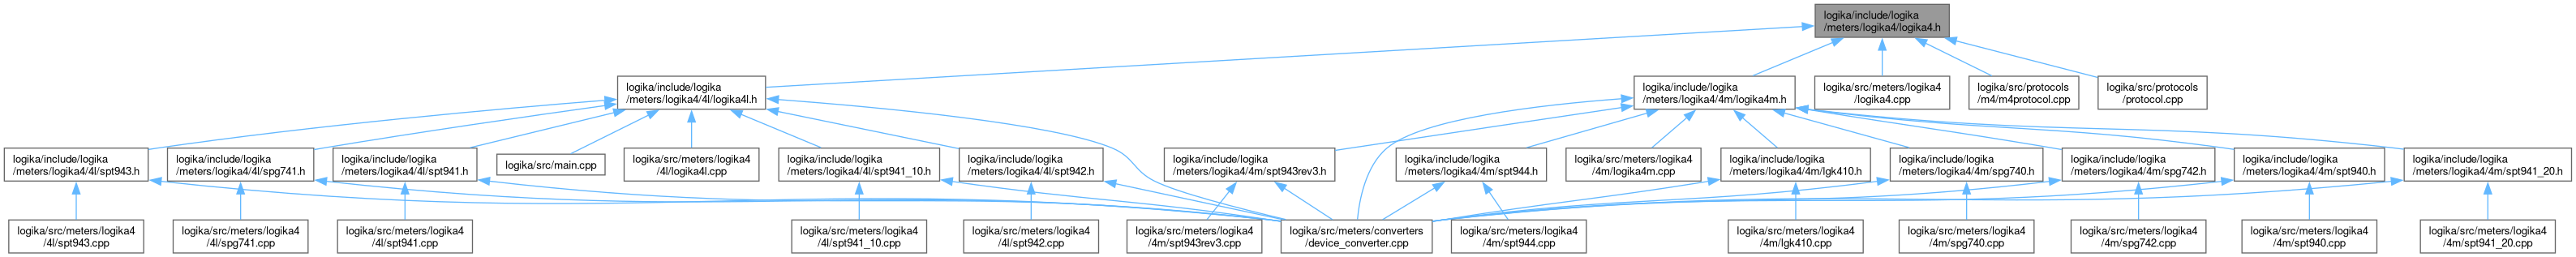 logika/include/logika
/meters/logika4/logika4.h
logika/include/logika
/meters/logika4/4l/logika4l.h
logika/include/logika
/meters/logika4/4m/logika4m.h
logika/src/meters/logika4
/logika4.cpp
logika/src/protocols
/m4/m4protocol.cpp
logika/src/protocols
/protocol.cpp
logika/include/logika
/meters/logika4/4l/spt943.h
logika/include/logika
/meters/logika4/4l/spg741.h
logika/include/logika
/meters/logika4/4l/spt941.h
logika/src/main.cpp
logika/src/meters/logika4
/4l/logika4l.cpp
logika/include/logika
/meters/logika4/4l/spt941_10.h
logika/include/logika
/meters/logika4/4l/spt942.h
logika/include/logika
/meters/logika4/4m/spt943rev3.h
logika/include/logika
/meters/logika4/4m/spt944.h
logika/src/meters/logika4
/4m/logika4m.cpp
logika/include/logika
/meters/logika4/4m/lgk410.h
logika/include/logika
/meters/logika4/4m/spg740.h
logika/include/logika
/meters/logika4/4m/spg742.h
logika/include/logika
/meters/logika4/4m/spt940.h
logika/include/logika
/meters/logika4/4m/spt941_20.h
logika/src/meters/logika4
/4l/spt943.cpp
logika/src/meters/logika4
/4l/spg741.cpp
logika/src/meters/logika4
/4l/spt941.cpp
logika/src/meters/logika4
/4l/spt941_10.cpp
logika/src/meters/logika4
/4l/spt942.cpp
logika/src/meters/logika4
/4m/spt943rev3.cpp
logika/src/meters/converters
/device_converter.cpp
logika/src/meters/logika4
/4m/spt944.cpp
logika/src/meters/logika4
/4m/lgk410.cpp
logika/src/meters/logika4
/4m/spg740.cpp
logika/src/meters/logika4
/4m/spg742.cpp
logika/src/meters/logika4
/4m/spt940.cpp
logika/src/meters/logika4
/4m/spt941_20.cpp